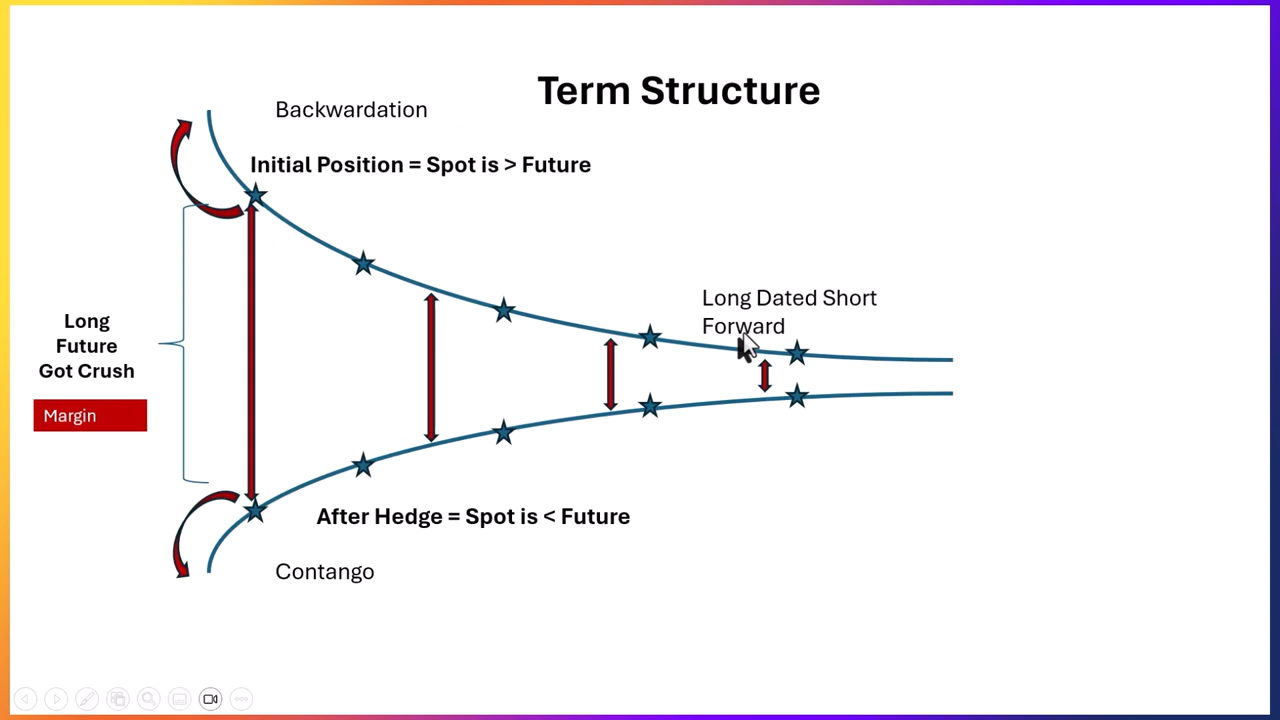 Term Structure
Backwardation
Initial Position = Spot is > Future
Long Dated Short
Forward
Long
Future
Got Crush
Margin
After Hedge = Spot is < Future
Contango